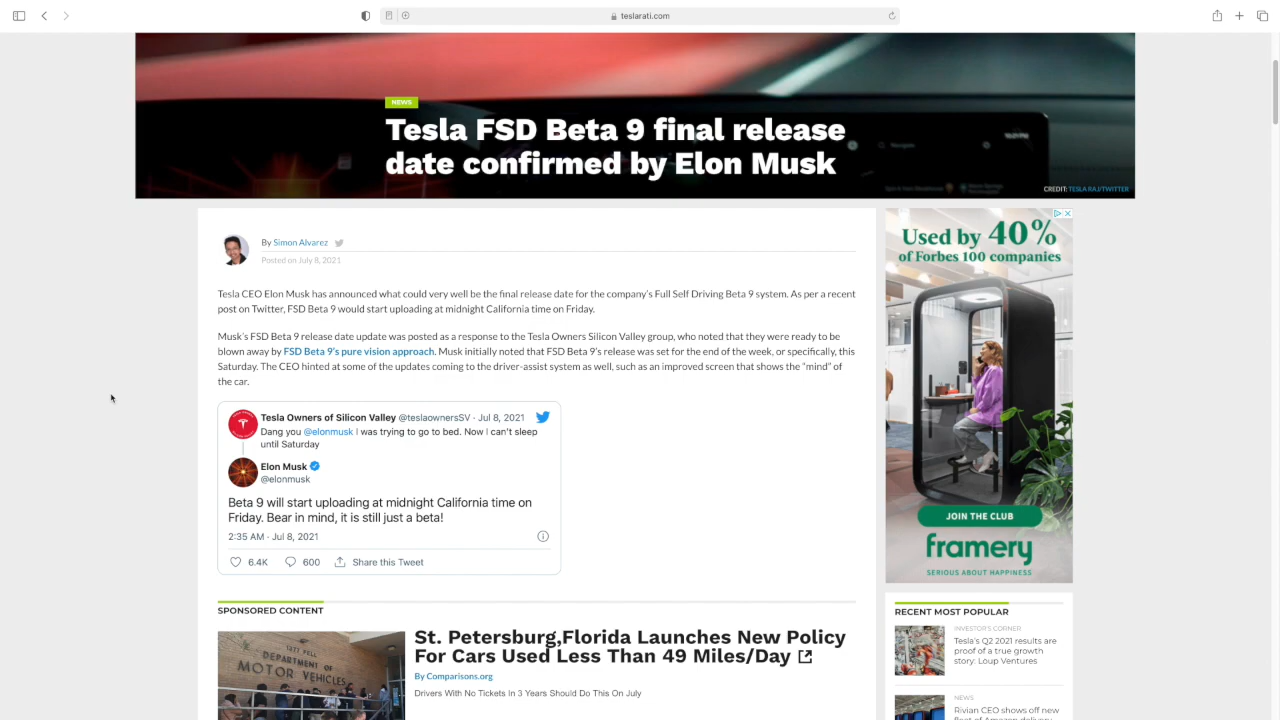 teslarati.com
NEWS
Tesla FSD Beta 9 final release
date confirmed by Elon Musk
CREDIT: TESLA RAJ/TWITTER
By Simon Alvarez
Posted on July 8, 2021
Tesla CEO Elon Musk has announced what could very well be the final release date for the company's Full Self Driving Beta 9 system. As per a recent
post on Twitter, FSD Beta 9 would start uploading at midnight California time on Friday.
Musk's FSD Beta 9 release date update was posted as a response to the Tesla Owners Silicon Valley group, who noted that they were ready to be
blown away by FSD Beta 9's pure vision approach. Musk initially noted that FSD Beta 9's release was set for the end of the week, or specifically, this
Saturday. The CEO hinted at some of the updates coming to the driver-assist system as well, such as an improved screen that shows the "mind" of
the car.
Tesla Owners of Silicon Valley @teslaownersSV · Jul 8, 2021
Dang you @elonmusk I was trying to go to bed. Now I can't sleep
until Saturday
Elon Musk
@elonmusk
Beta 9 will start uploading at midnight California time on
Friday. Bear in mind, it is still just a beta!
2:35 AM · Jul 8, 2021
6.4K 600 Share this Tweet
SPONSORED CONTENT
1377 FELL
DEPARTMENT OF
MOTOR VEHICLES
St. Petersburg,Florida Launches New Policy
For Cars Used Less Than 49 Miles/Day
By Comparisons.org
Drivers With No Tickets In 3 Years Should Do This On July
Used by 40%
of Forbes 100 companies
JOIN THE CLUB
framery
SERIOUS ABOUT HAPPINESS
RECENT MOST POPULAR
INVESTOR'S CORNER
Tesla's Q2 2021 results are
proof of a true growth
story: Loup Ventures
NEWS
Rivian CEO shows off new
fleet of Amazon delivery